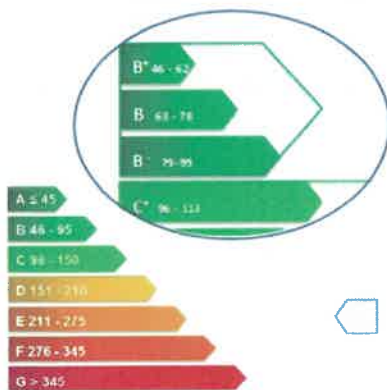 B⁺ 46 - 62
B 63 - 78
B⁻ 79-95
C⁺ 96 - 113
A ≤ 45
B 46 - 95
C 96 - 150
D 151 - 210
E 211 - 275
F 276 - 345
G > 345